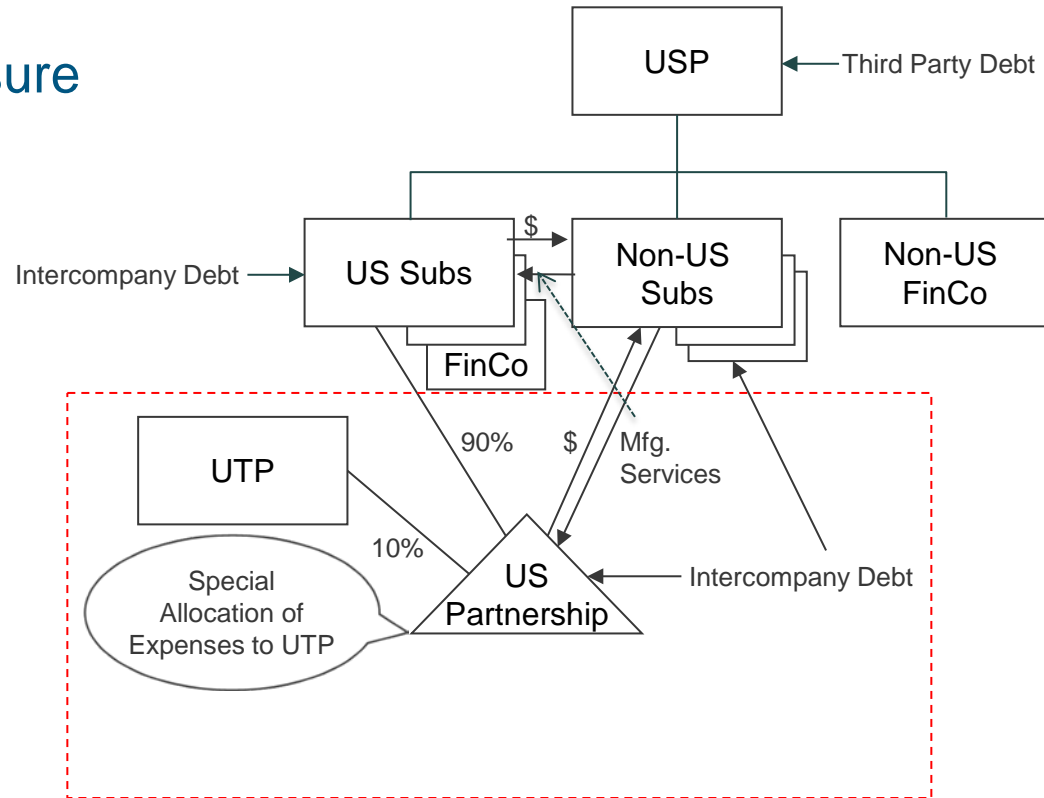 USP
Third Party Debt
$
Intercompany Debt
US Subs
Non-US
Subs
Non-US
FinCo
FinCo
UTP
90%
$
Mfg.
Services
10%
Special
Allocation of
Expenses to UTP
US
Partnership
Intercompany Debt